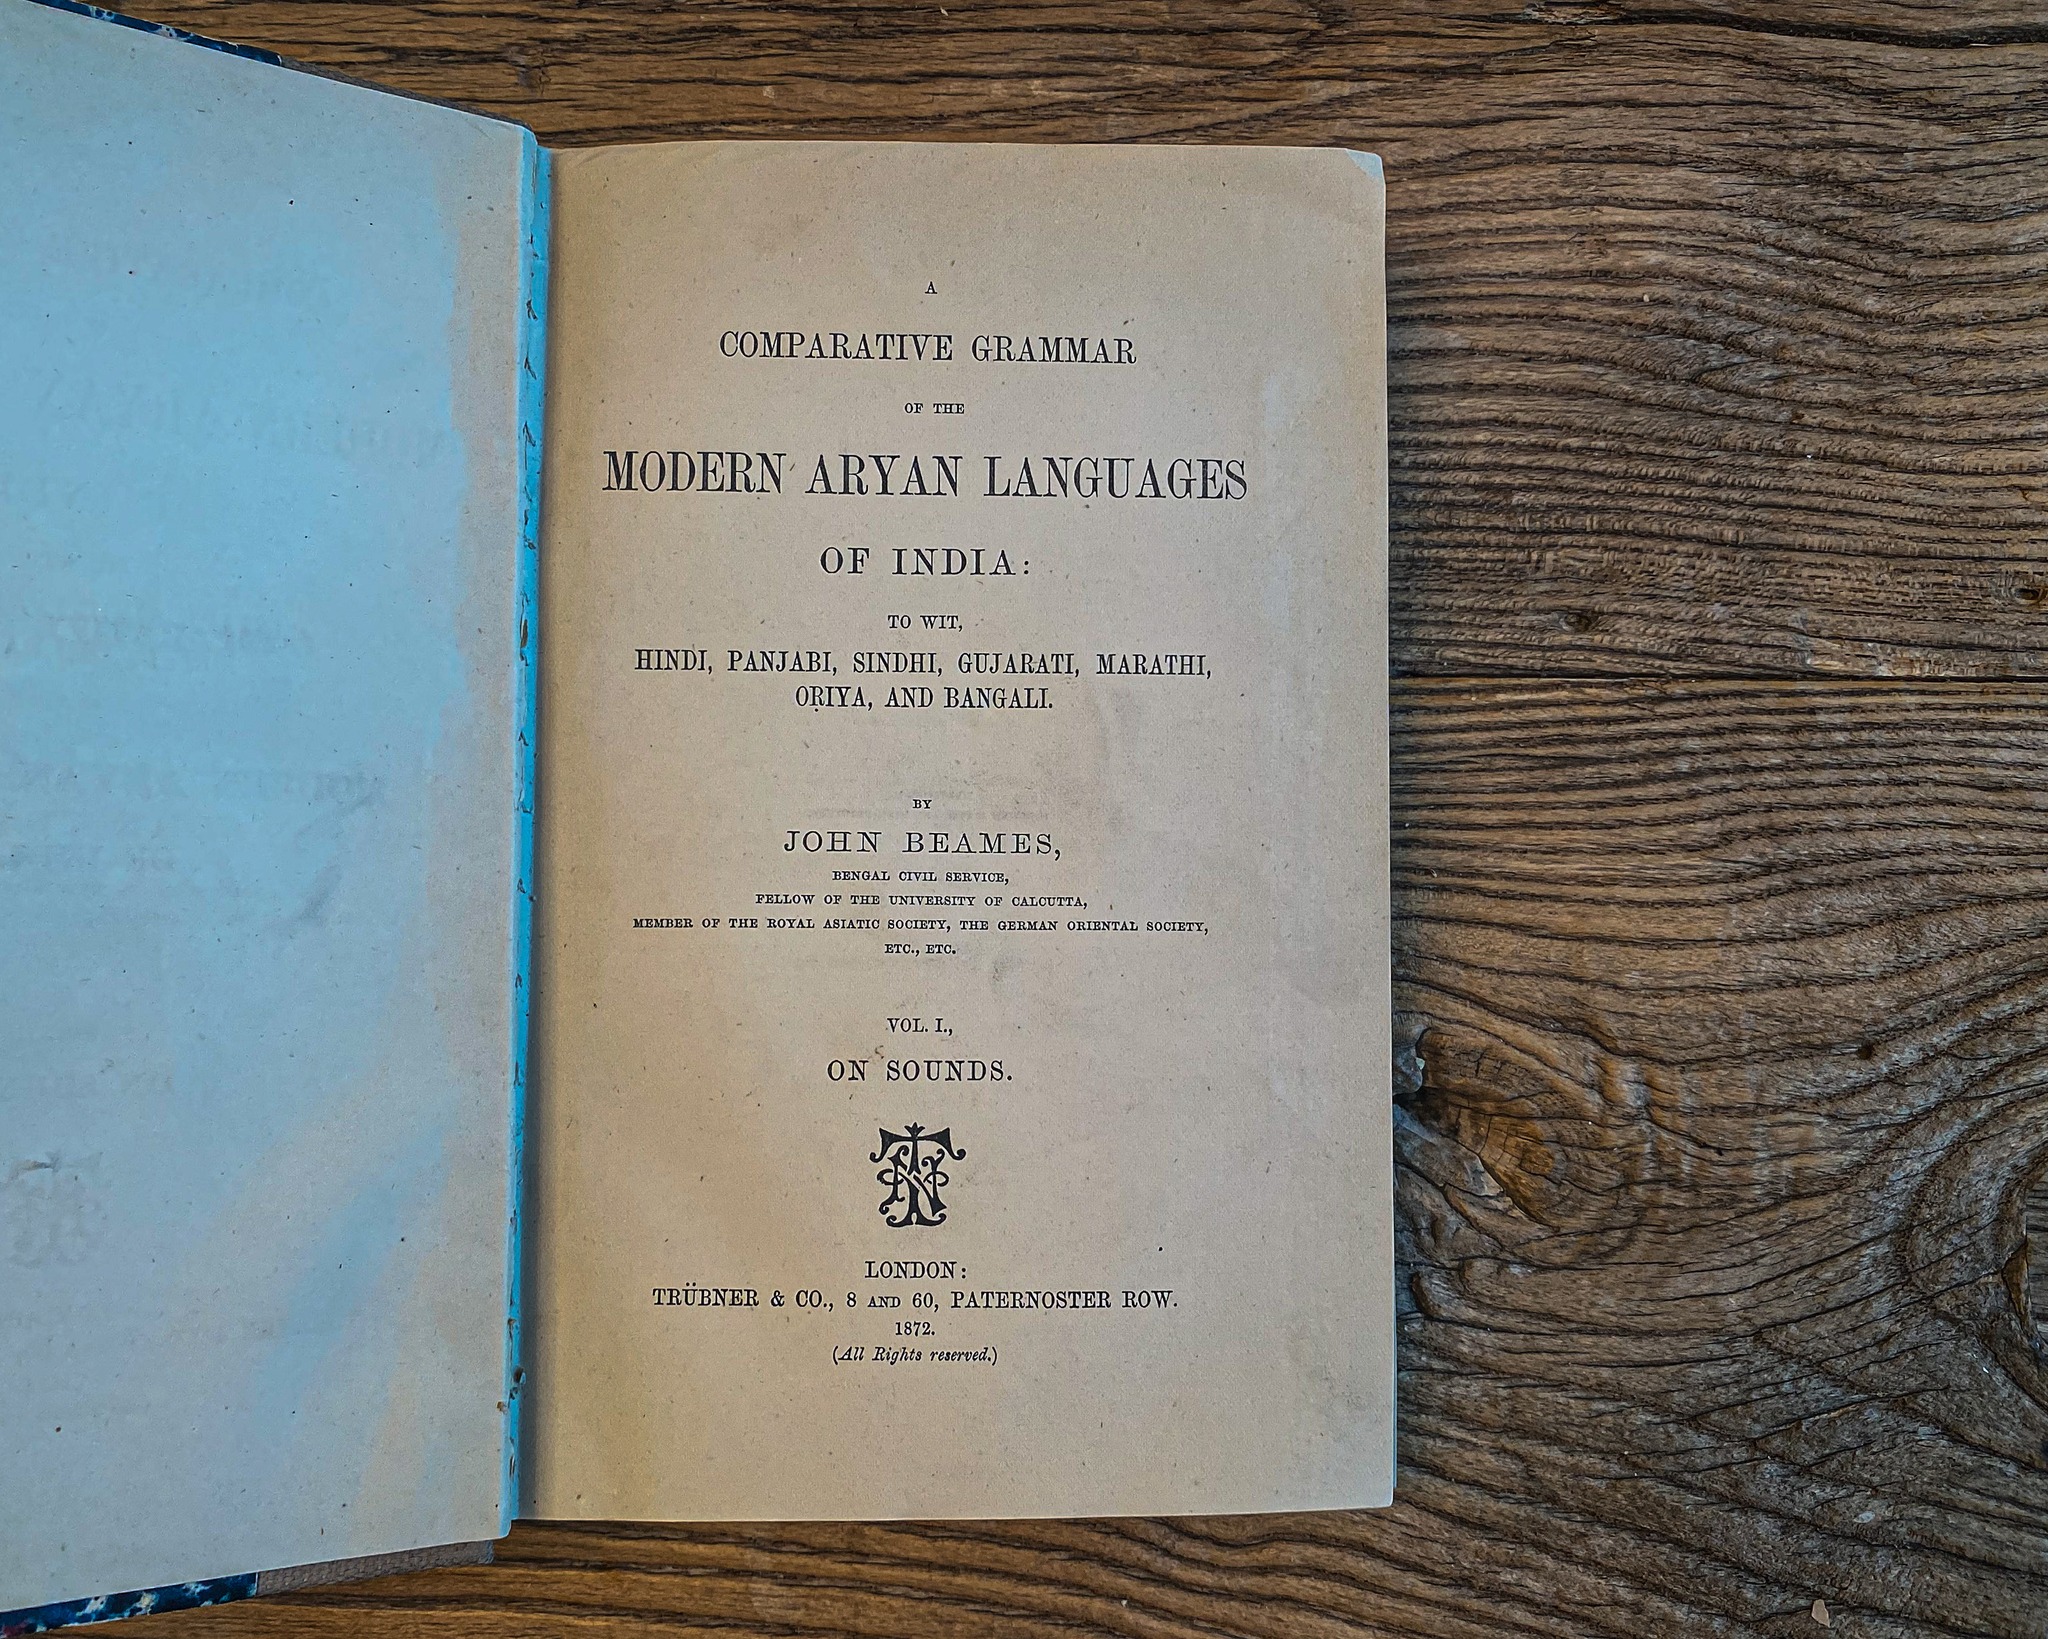 A
COMPARATIVE GRAMMAR
OF THE
MODERN ARYAN LANGUAGES
OF INDIA:
TO WIT,
HINDI, PANJABI, SINDHI, GUJARATI, MARATHI,
OṚIYA, AND BANGALI.
BY
JOHN BEAMES,
BENGAL CIVIL SERVICE,
FELLOW OF THE UNIVERSITY OF CALCUTTA,
MEMBER OF THE ROYAL ASIATIC SOCIETY, THE GERMAN ORIENTAL SOCIETY,
ETC., ETC.
VOL. I.,
ON SOUNDS.
LONDON:
TRÜBNER & CO., 8 AND 60, PATERNOSTER ROW.
1872.
(All Rights reserved.)